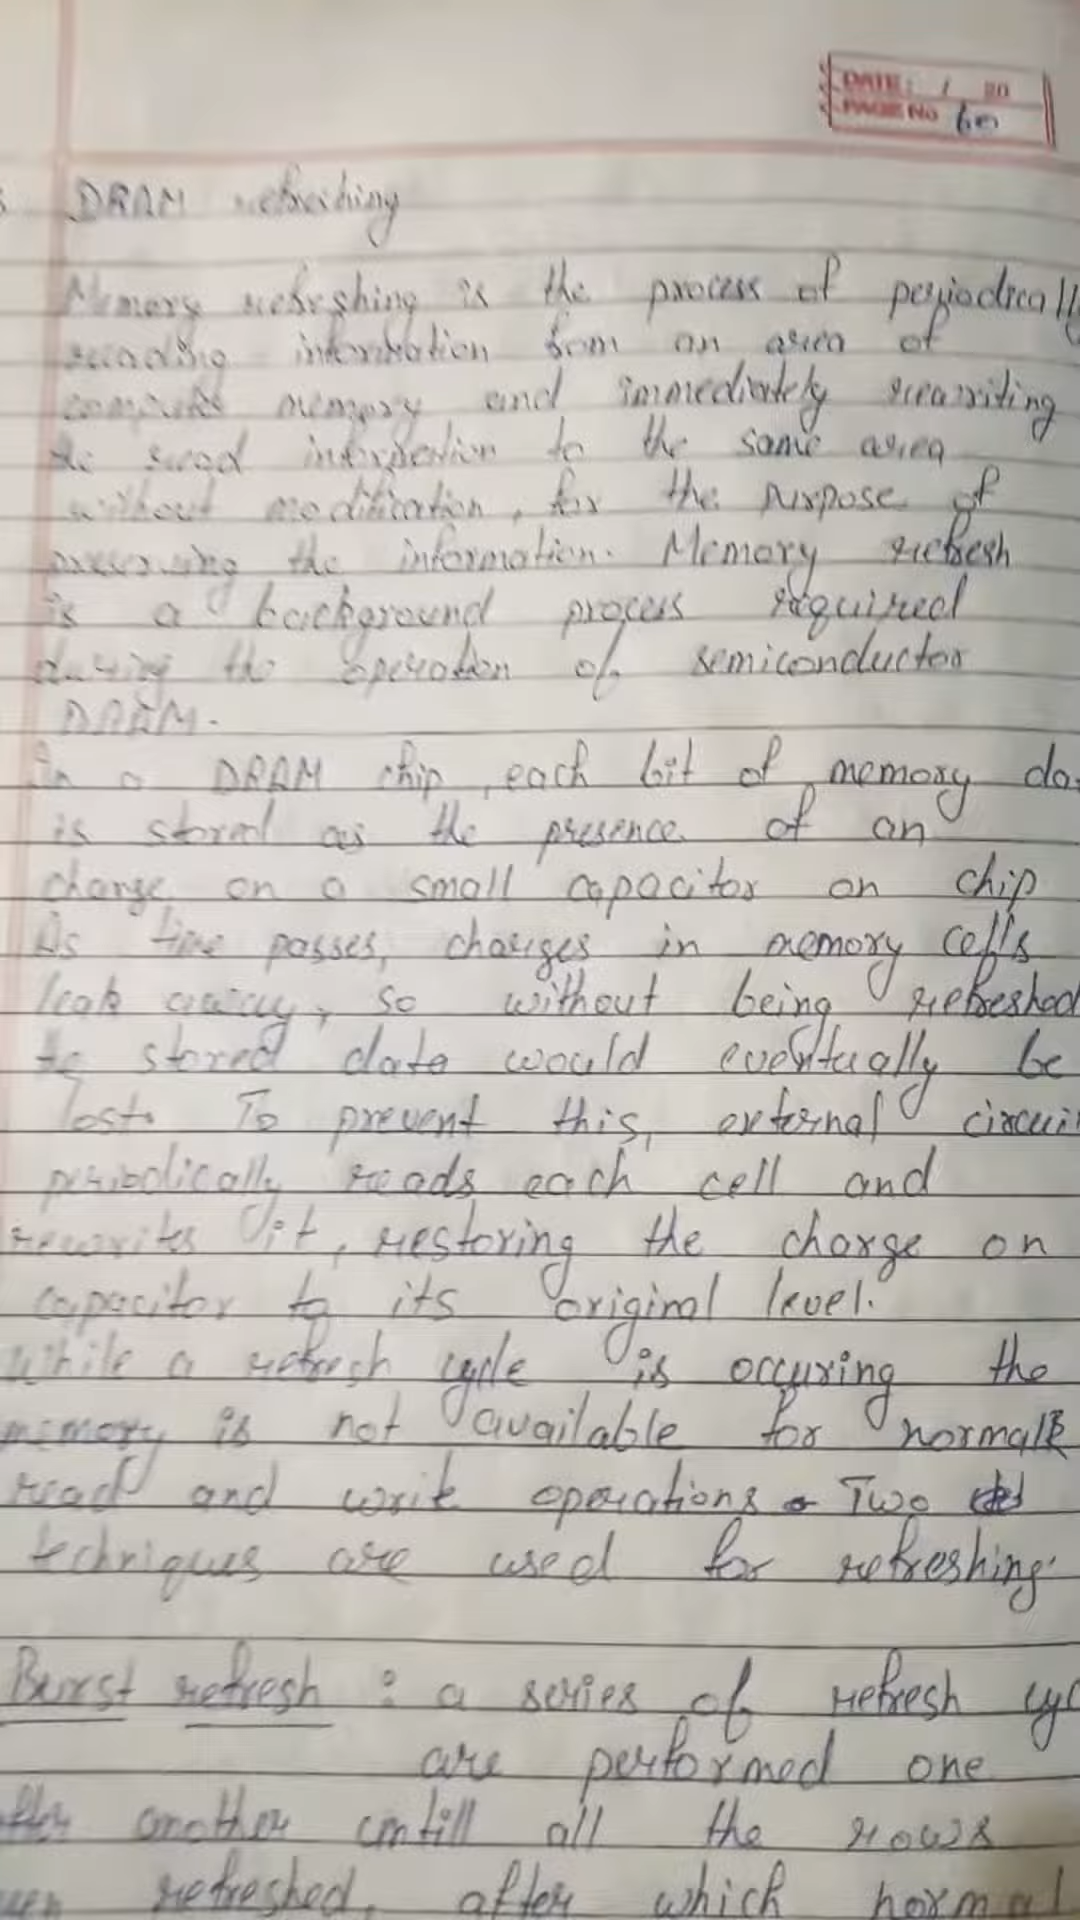 DATE: / 20
PAGE No 60
DRAM refreshing
Memory refreshing is the process of periodically
reading information from an area of
computer memory and immediately rewriting
the read information to the same area
without modification, for the purpose of
preserving the information. Memory refresh
is a background process required
during the operation of semiconductor
DRAM.
In a DRAM chip, each bit of memory da
is stored as the presence of an
charge on a small capacitor on chip
As time passes, charges in memory cells
leak away, so without being refreshed
the stored data would eventually be
lost. To prevent this, external circui
periodically reads each cell and
rewrites it, restoring the charge on
capacitor to its original level.
While a refresh cycle is occuring the
memory is not available for normal
read and write operations. Two
techniques are used for refreshing.
Burst refresh : a series of refresh cyc
are performed one
after another untill all the rows
refreshed, after which normal